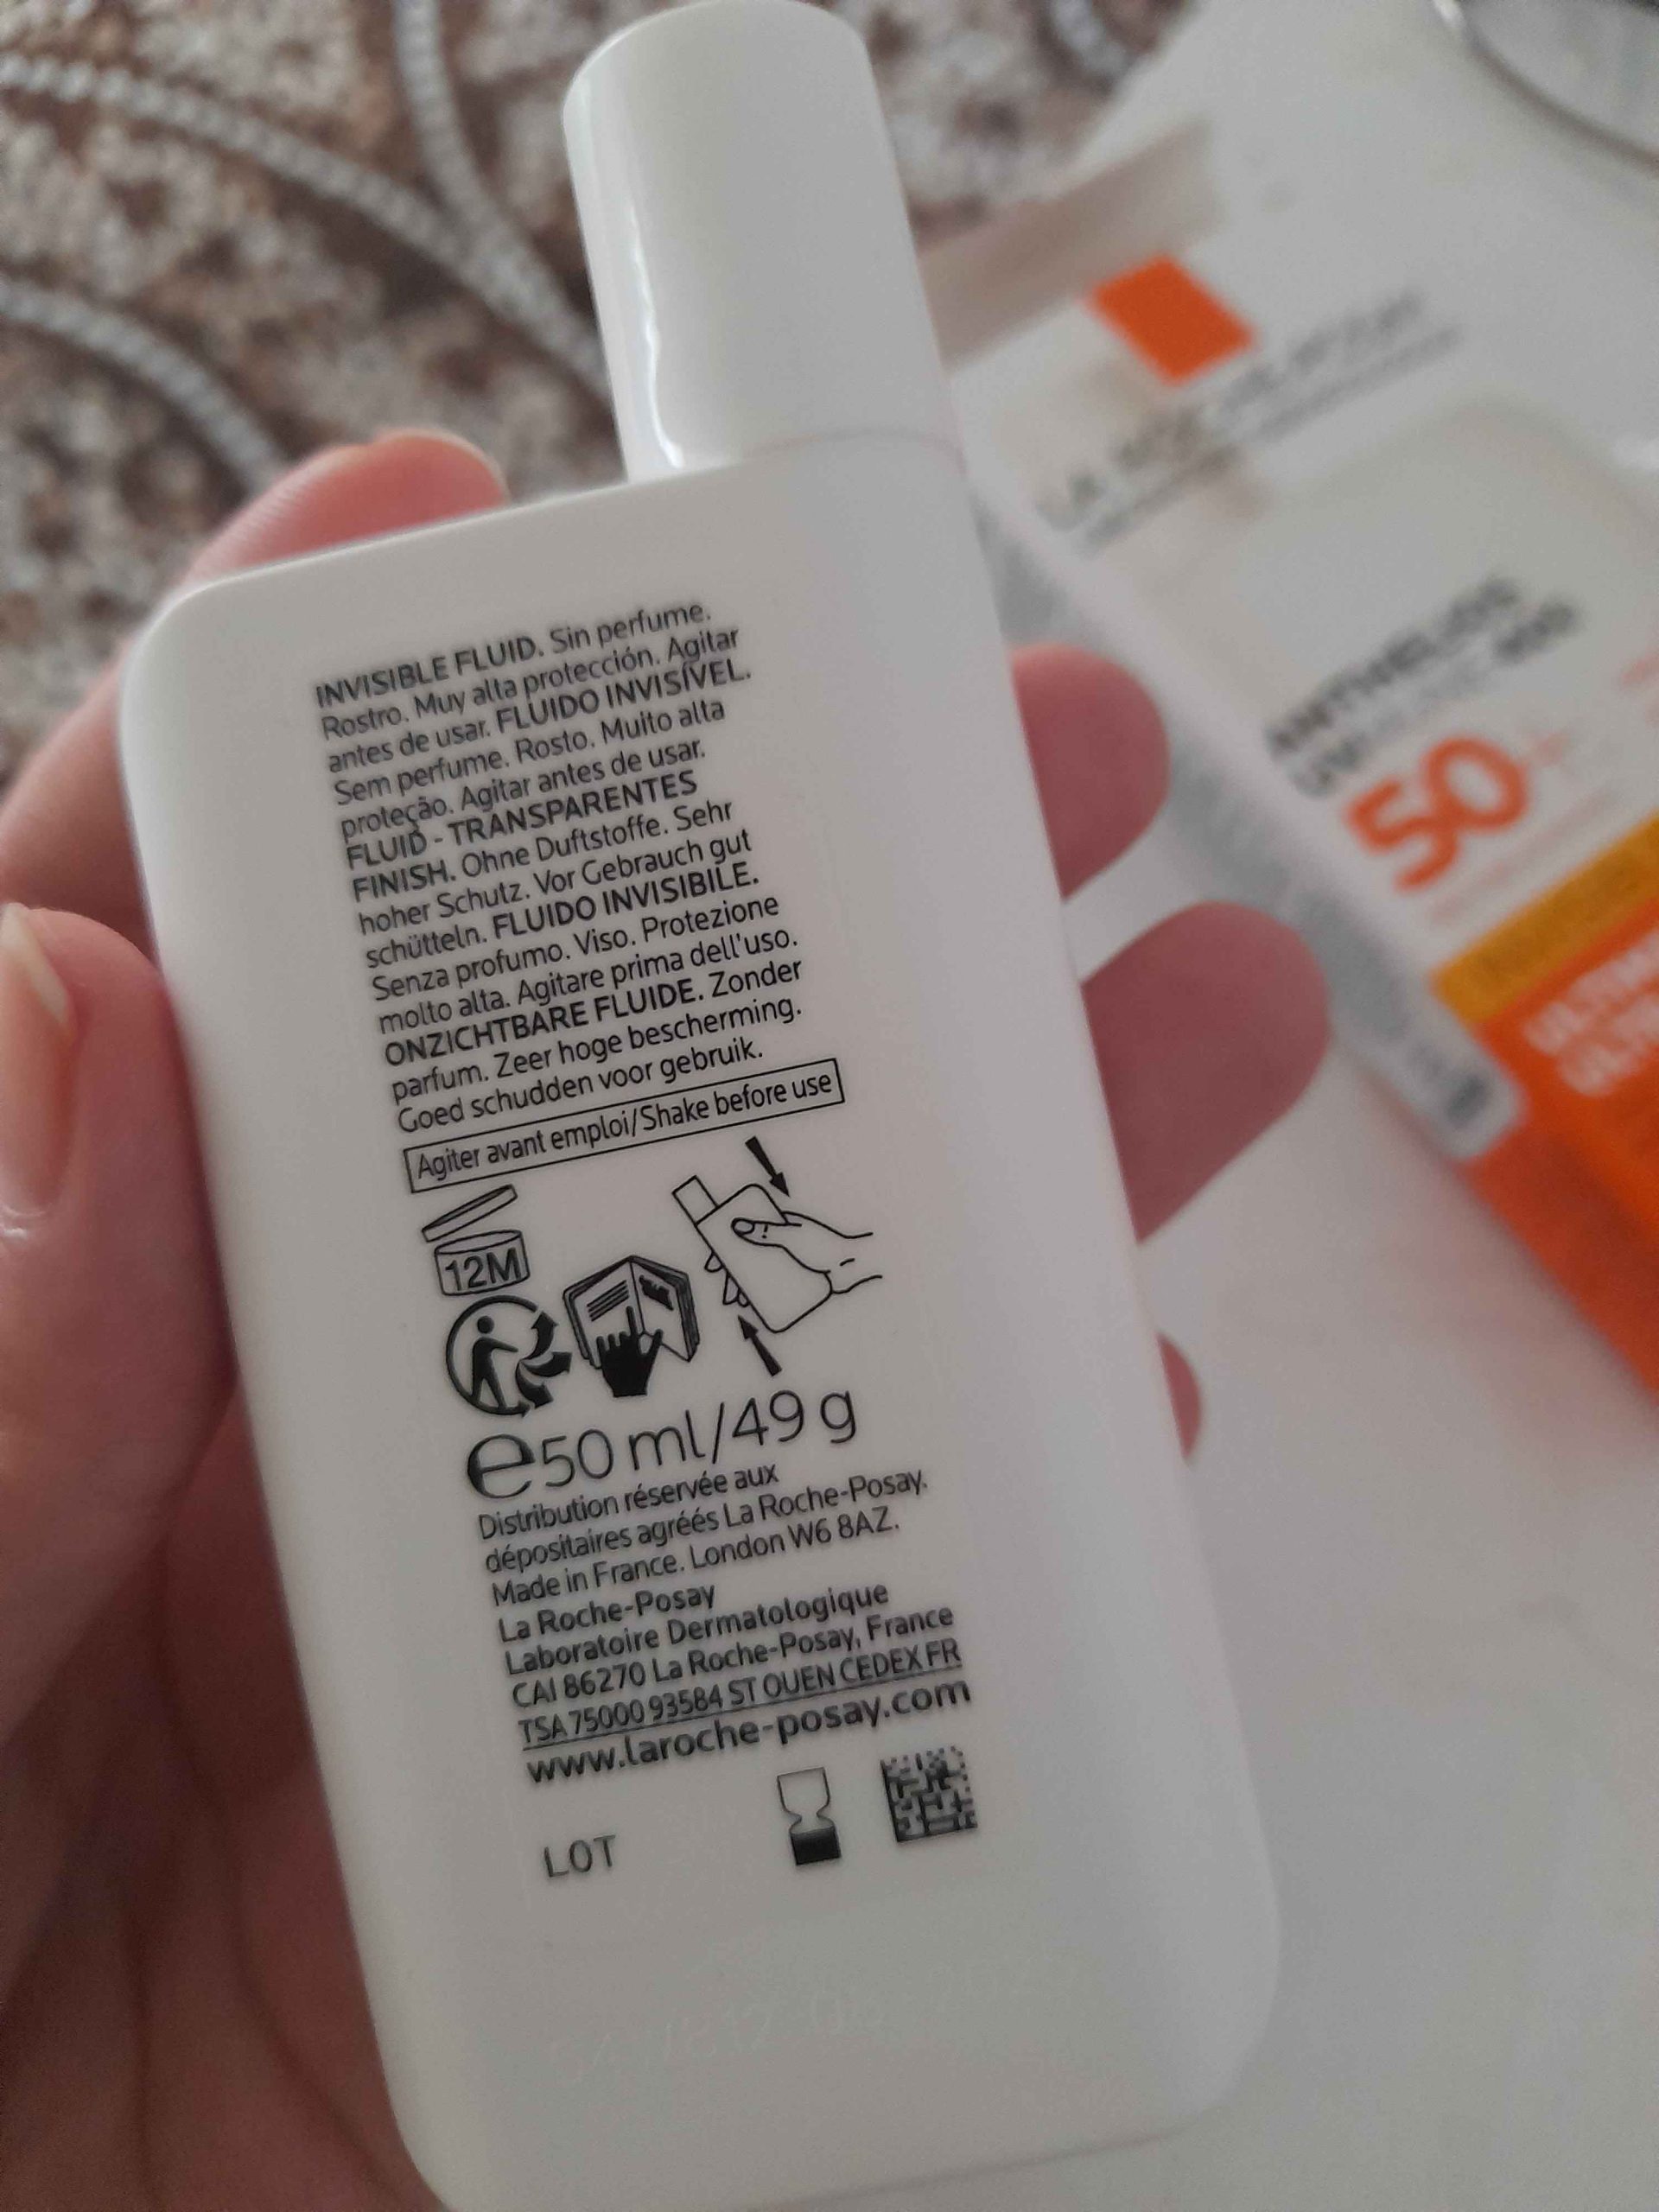 INVISIBLE FLUID. Sin perfume.
Rostro. Muy alta protección. Agitar
antes de usar. FLUIDO INVISÍVEL.
Sem perfume. Rosto. Muito alta
proteção. Agitar antes de usar.
FLUID - TRANSPARENTES
FINISH. Ohne Duftstoffe. Sehr
hoher Schutz. Vor Gebrauch gut
schütteln. FLUIDO INVISIBILE.
Senza profumo. Viso. Protezione
molto alta. Agitare prima dell'uso.
ONZICHTBARE FLUIDE. Zonder
parfum. Zeer hoge bescherming.
Goed schudden voor gebruik.
Agiter avant emploi/Shake before use
12M
e50 ml/49 g
Distribution réservée aux
dépositaires agréés La Roche-Posay.
Made in France. London W6 8AZ.
La Roche-Posay
Laboratoire Dermatologique
CAI 86270 La Roche-Posay, France
TSA 75000 93584 ST OUEN CEDEX FR
www.laroche-posay.com
LOT
ANTHELIOS
50+